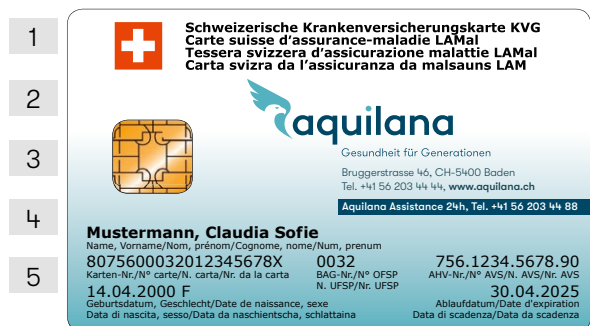 1
Schweizerische Krankenversicherungskarte KVG
Carte suisse d'assurance-maladie LAMal
Tessera svizzera d'assicurazione malattie LAMal
Carta svizra da l'assicuranza da malsauns LAM
2
aquilana
3
Gesundheit für Generationen
Bruggerstrasse 46, CH-5400 Baden
Tel. +41 56 203 44 44, www.aquilana.ch
4
Aquilana Assistance 24h, Tel. +41 56 203 44 88
Mustermann, Claudia Sofie
Name, Vorname/Nom, prénom/Cognome, nome/Num, prenum
5
8075600032012345678X 0032 756.1234.5678.90
Karten-Nr./N° carte/N. carta/Nr. da la carta BAG-Nr./N° OFSP AHV-Nr./N° AVS/N. AVS/Nr. AVS
N. UFSP/Nr. UFSP
14.04.2000 F 30.04.2025
Geburtsdatum, Geschlecht/Date de naissance, sexe Ablaufdatum/Date d'expiration
Data di nascita, sesso/Data da naschientscha, schlattaina Data di scadenza/Data da scadenza